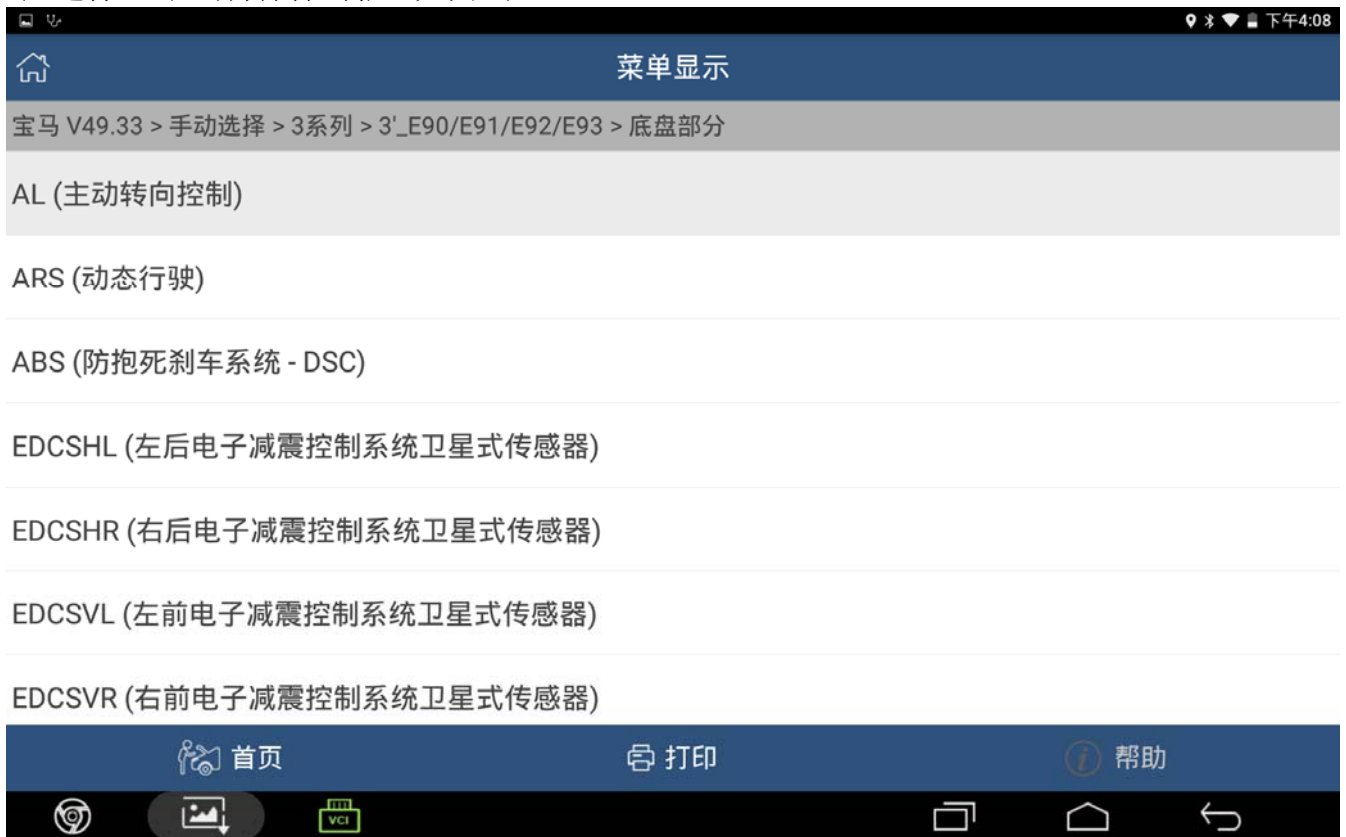 下午4:08
菜单显示
宝马 V49.33 > 手动选择 > 3系列 > 3'_E90/E91/E92/E93 > 底盘部分
AL (主动转向控制)
ARS (动态行驶)
ABS (防抱死刹车系统 - DSC)
EDCSHL (左后电子减震控制系统卫星式传感器)
EDCSHR (右后电子减震控制系统卫星式传感器)
EDCSVL (左前电子减震控制系统卫星式传感器)
EDCSVR (右前电子减震控制系统卫星式传感器)
首页 打印 帮助
VCI